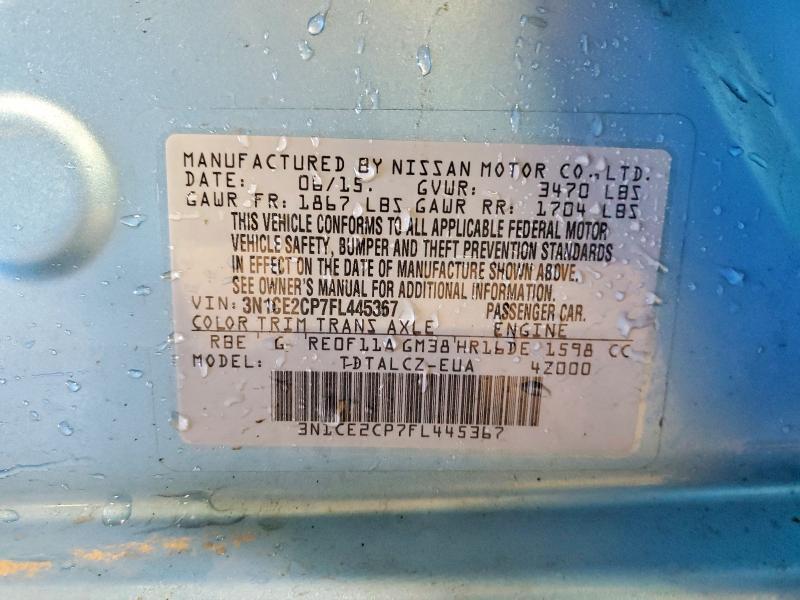 MANUFACTURED BY NISSAN MOTOR CO.,LTD.
DATE: 06/15. GVWR: 3470 LBS
GAWR FR: 1867 LBS GAWR RR: 1704 LBS
THIS VEHICLE CONFORMS TO ALL APPLICABLE FEDERAL MOTOR
VEHICLE SAFETY, BUMPER AND THEFT PREVENTION STANDARDS
IN EFFECT ON THE DATE OF MANUFACTURE SHOWN ABOVE.
SEE OWNER'S MANUAL FOR ADDITIONAL INFORMATION.
VIN: 3N1CE2CP7FL445367 PASSENGER CAR.
COLOR TRIM TRANS AXLE ENGINE
RBE G RE0F11A GM38 HR16DE 1598 CC
MODEL: TDTALCZ-EUA 4Z000
3N1CE2CP7FL445367